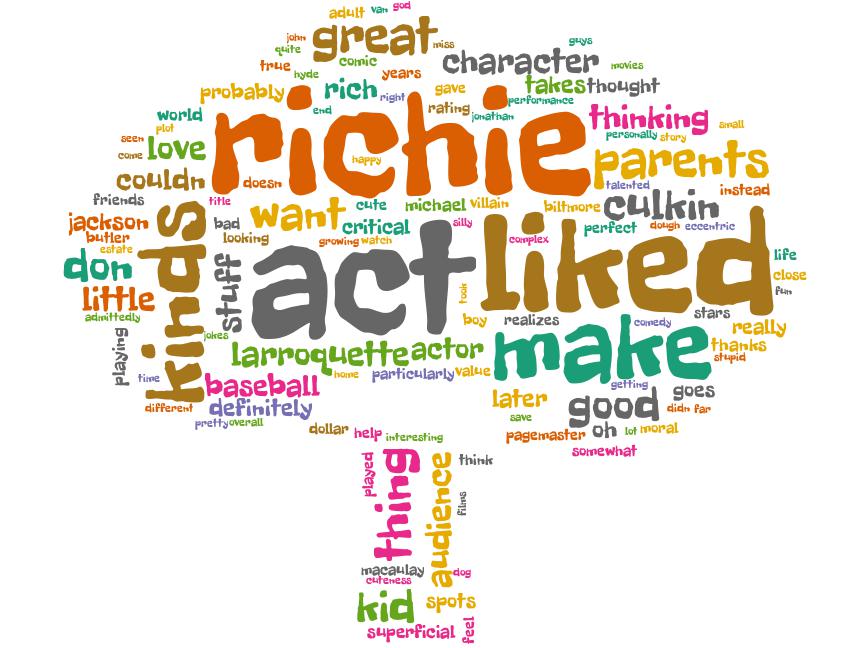 adult van god
john great miss
quite guys
true comic character movies
hyde years
probably rich right gave takes thought
end rating jonathan performance
world richie thinking small
plot personally story
seen love happy parents
come
couldn doesn talented instead
friends title want cute michael villain biltmore culkin
jackson kinds bad critical silly perfect dough eccentric
butler looking growing watch complex
estate
don stuff act liked life
little took close
fun
admittedly boy realizes comedy stars really
playing jokes larroquette actor make thanks
stupid
time baseball home particularly value getting
different definitely later good goes
didn far
pretty overall save
dollar help interesting pagemaster oh lot moral
somewhat
played thing audience think
films
macaulay dog
cuteness
kid spots
superficial feel